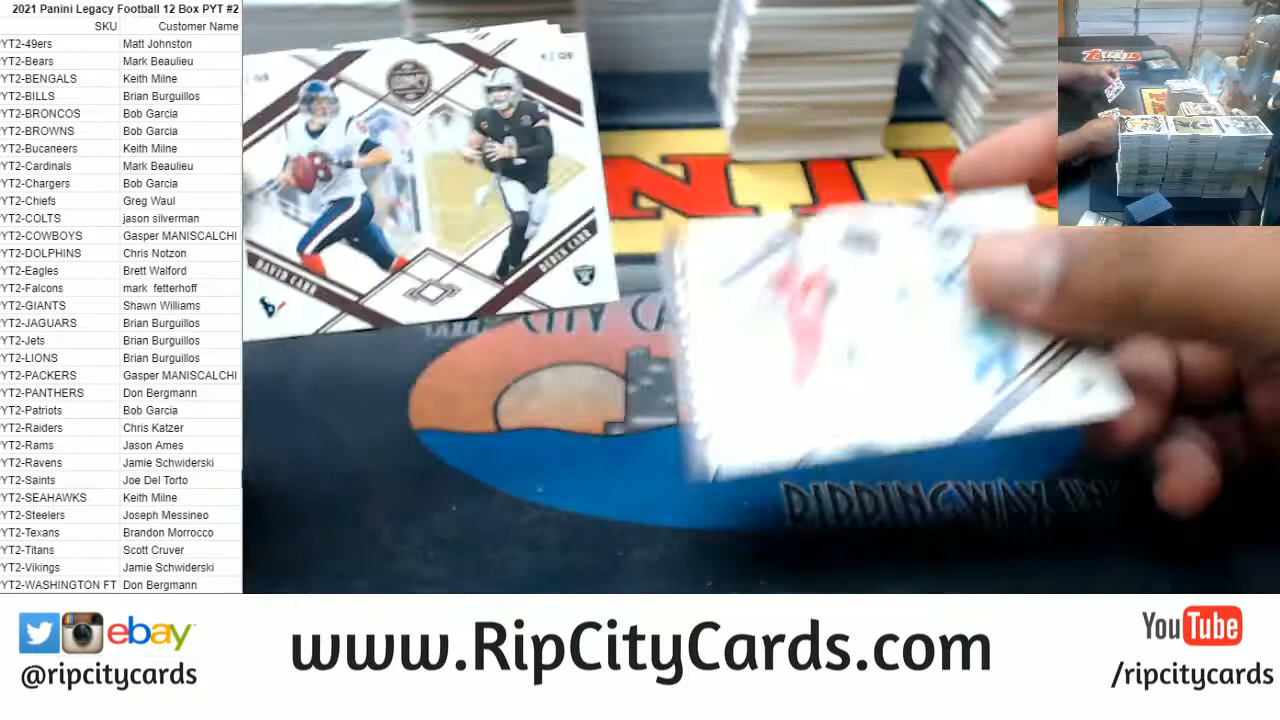 2021 Panini Legacy Football 12 Box PYT #2
SKU Customer Name
YT2-49ers Matt Johnston
YT2-Bears Mark Beaulieu
YT2-BENGALS Keith Milne
YT2-BILLS Brian Burguillos
YT2-BRONCOS Bob Garcia
YT2-BROWNS Bob Garcia
YT2-Bucaneers Keith Milne
YT2-Cardinals Mark Beaulieu
YT2-Chargers Bob Garcia
YT2-Chiefs Greg Waul
YT2-COLTS jason silverman
YT2-COWBOYS Gasper MANISCALCHI
YT2-DOLPHINS Chris Notzon
YT2-Eagles Brett Walford
YT2-Falcons mark fetterhoff
YT2-GIANTS Shawn Williams
YT2-JAGUARS Brian Burguillos
YT2-Jets Brian Burguillos
YT2-LIONS Brian Burguillos
YT2-PACKERS Gasper MANISCALCHI
YT2-PANTHERS Don Bergmann
YT2-Patriots Bob Garcia
YT2-Raiders Chris Katzer
YT2-Rams Jason Ames
YT2-Ravens Jamie Schwiderski
YT2-Saints Joe Del Torto
YT2-SEAHAWKS Keith Milne
YT2-Steelers Joseph Messineo
YT2-Texans Brandon Morrocco
YT2-Titans Scott Cruver
YT2-Vikings Jamie Schwiderski
YT2-WASHINGTON FT Don Bergmann
DAVID CARR
DEREK CARR
CITY CA
RIPPINGWAX.IN
ebay
@ripcitycards
www.RipCityCards.com
You Tube
/ripcitycards